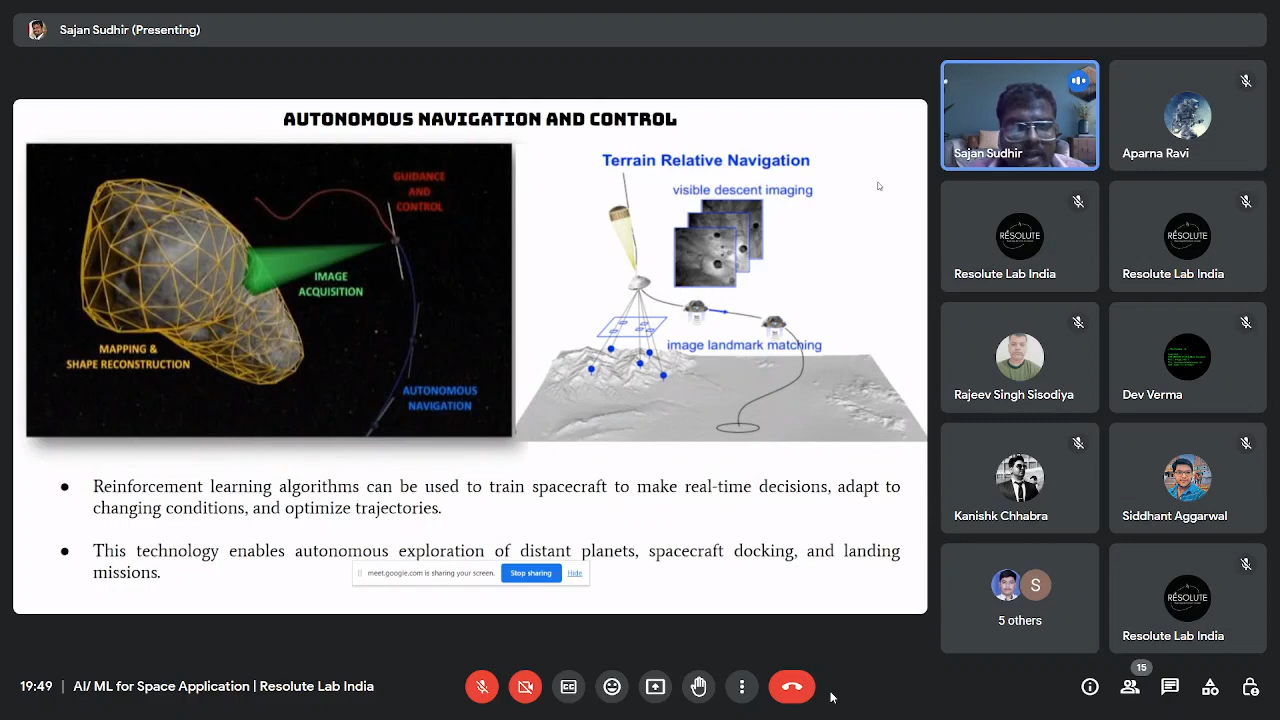 Sajan Sudhir (Presenting)
AUTONOMOUS NAVIGATION AND CONTROL
GUIDANCE
AND
CONTROL
IMAGE
ACQUISITION
MAPPING &
SHAPE RECONSTRUCTION
AUTONOMOUS
NAVIGATION
Terrain Relative Navigation
visible descent imaging
image landmark matching
● Reinforcement learning algorithms can be used to train spacecraft to make real-time decisions, adapt to
changing conditions, and optimize trajectories.
● This technology enables autonomous exploration of distant planets, spacecraft docking, and landing
missions.
meet.google.com is sharing your screen. Stop sharing Hide
Sajan Sudhir
Aparna Ravi
RÉSOLUTE
Resolute Lab India
RÉSOLUTE
Resolute Lab India
Rajeev Singh Sisodiya
Dev Verma
Kanishk Chhabra
Siddhant Aggarwal
S
5 others
RÉSOLUTE
Resolute Lab India
19:49 | AI/ ML for Space Application | Resolute Lab India
15